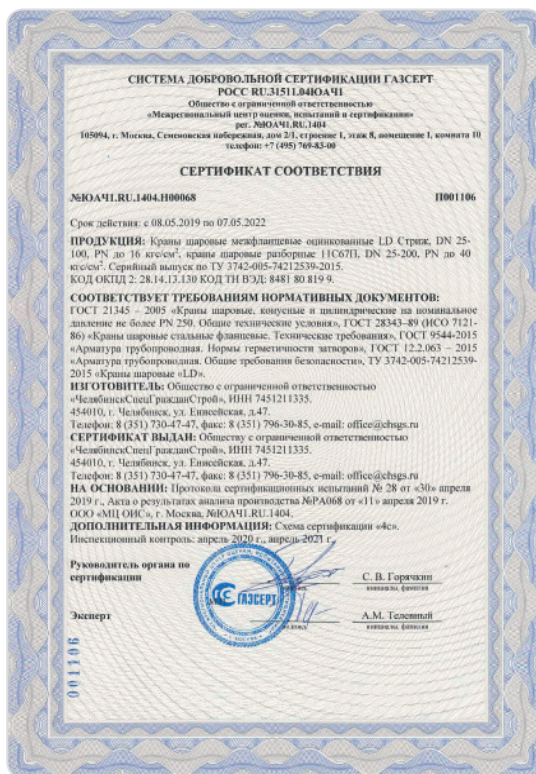 СИСТЕМА ДОБРОВОЛЬНОЙ СЕРТИФИКАЦИИ ГАЗСЕРТ
РОСС RU.31511.04ЮАЧ1
Общество с ограниченной ответственностью
«Межрегиональный центр оценки, испытаний и сертификации»
рег. №ЮАЧ1.RU.1404
105094, г. Москва, Семеновская набережная, дом 2/1, строение 1, этаж 8, помещение 1, комната 10
телефон: +7 (495) 769-83-00
СЕРТИФИКАТ СООТВЕТСТВИЯ
№ЮАЧ1.RU.1404.Н00068 П001106
Срок действия: с 08.05.2019 по 07.05.2022
ПРОДУКЦИЯ: Краны шаровые межфланцевые оцинкованные LD Стриж, DN 25-
100, PN до 16 кгс/см², краны шаровые разборные 11С67П, DN 25-200, PN до 40
кгс/см². Серийный выпуск по ТУ 3742-005-74212539-2015.
КОД ОКПД 2: 28.14.13.130 КОД ТН ВЭД: 8481 80 819 9.
СООТВЕТСТВУЕТ ТРЕБОВАНИЯМ НОРМАТИВНЫХ ДОКУМЕНТОВ:
ГОСТ 21345 – 2005 «Краны шаровые, конусные и цилиндрические на номинальное
давление не более PN 250. Общие технические условия», ГОСТ 28343–89 (ИСО 7121-
86) «Краны шаровые стальные фланцевые. Технические требования», ГОСТ 9544-2015
«Арматура трубопроводная. Нормы герметичности затворов», ГОСТ 12.2.063 – 2015
«Арматура трубопроводная. Общие требования безопасности», ТУ 3742-005-74212539-
2015 «Краны шаровые «LD».
ИЗГОТОВИТЕЛЬ: Общество с ограниченной ответственностью
«ЧелябинскСпецГражданСтрой», ИНН 7451211335.
454010, г. Челябинск, ул. Енисейская, д.47.
Телефон: 8 (351) 730-47-47, факс: 8 (351) 796-30-85, e-mail: office@chsgs.ru
СЕРТИФИКАТ ВЫДАН: Обществу с ограниченной ответственностью
«ЧелябинскСпецГражданСтрой», ИНН 7451211335.
454010, г. Челябинск, ул. Енисейская, д.47.
Телефон: 8 (351) 730-47-47, факс: 8 (351) 796-30-85, e-mail: office@chsgs.ru
НА ОСНОВАНИИ: Протокола сертификационных испытаний № 28 от «30» апреля
2019 г., Акта о результатах анализа производства №РА068 от «11» апреля 2019 г.
ООО «МЦ ОИС», г. Москва, №ЮАЧ1.RU.1404.
ДОПОЛНИТЕЛЬНАЯ ИНФОРМАЦИЯ: Схема сертификации «4с».
Инспекционный контроль: апрель 2020 г., апрель 2021 г.
Руководитель органа по
сертификации С. В. Горячкин
инициалы, фамилия
ГАЗСЕРТ
Эксперт А.М. Телевный
подпись инициалы, фамилия
МОСКВА
001106